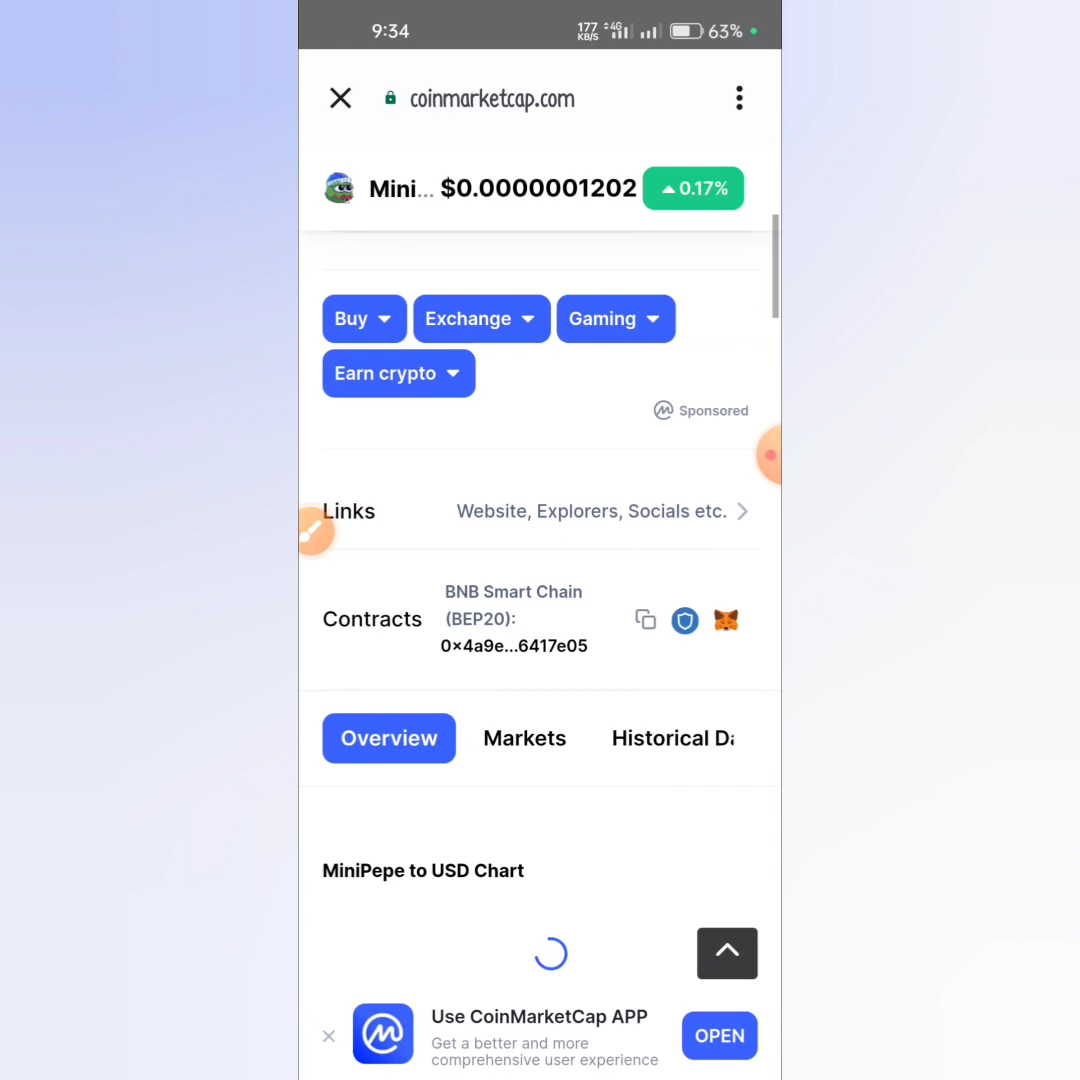 9:34 177 KB/S 4G 63%
coinmarketcap.com
Mini... $0.0000001202 0.17%
Buy Exchange Gaming
Earn crypto
Sponsored
Links Website, Explorers, Socials etc.
Contracts
BNB Smart Chain
(BEP20):
0×4a9e...6417e05
Overview Markets Historical Da
MiniPepe to USD Chart
Use CoinMarketCap APP
Get a better and more
comprehensive user experience
OPEN